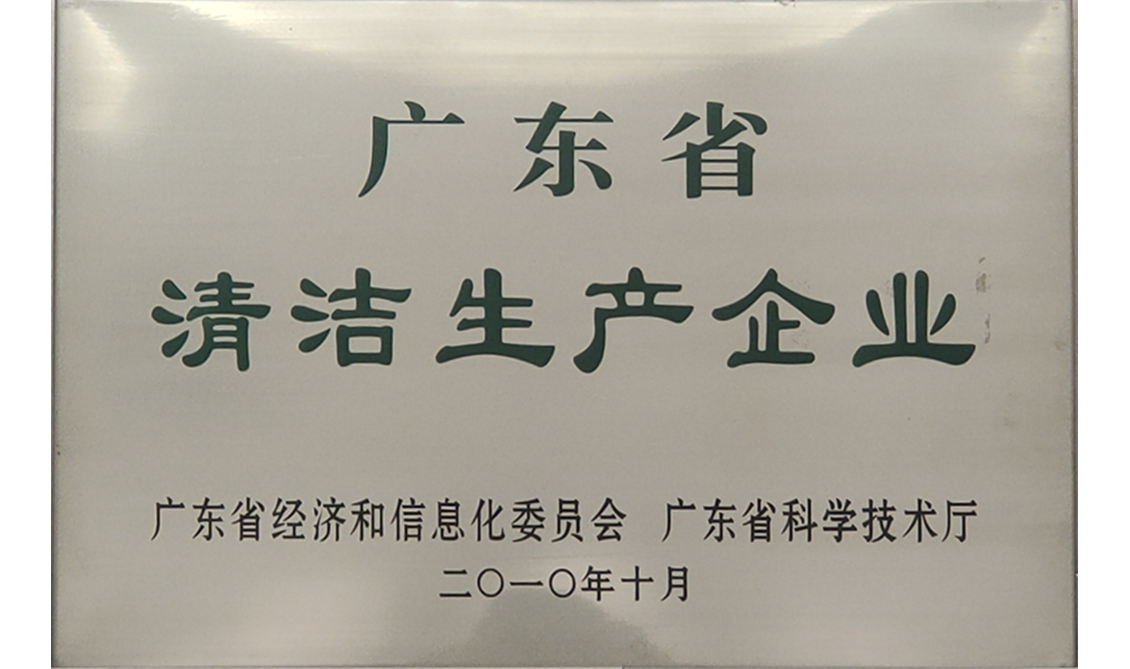 广东省
清洁生产企业
广东省经济和信息化委员会 广东省科学技术厅
二〇一〇年十月